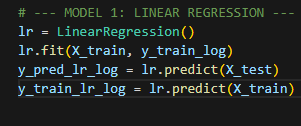 # --- MODEL 1: LINEAR REGRESSION ---
lr = LinearRegression()
lr.fit(X_train, y_train_log)
y_pred_lr_log = lr.predict(X_test)
y_train_lr_log = lr.predict(X_train)